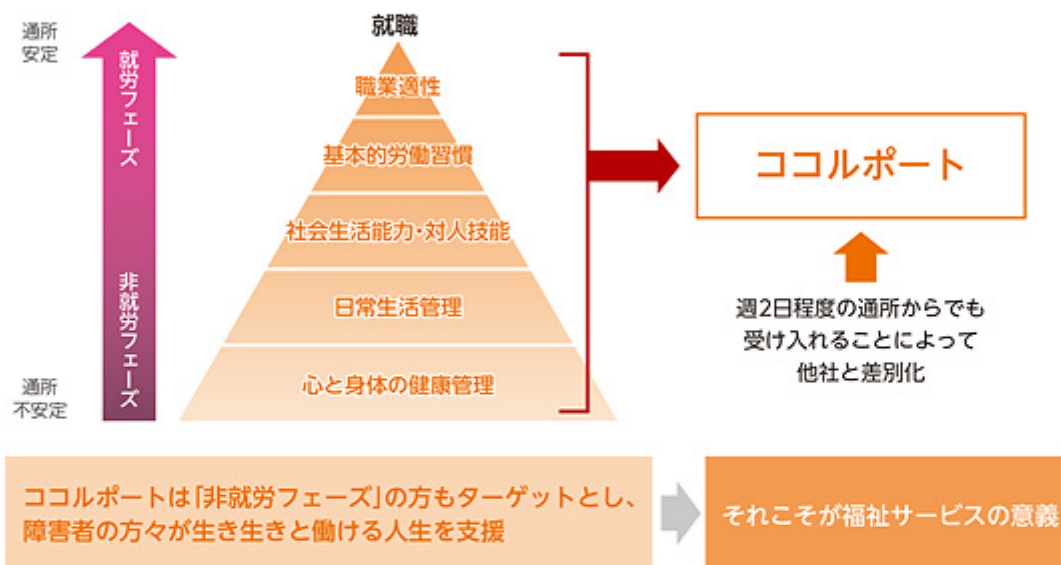 通所
安定
就労フェーズ
非就労フェーズ
通所
不安定
就職
職業適性
基本的労働習慣
社会生活能力・対人技能
日常生活管理
心と身体の健康管理
ココルポート
週2日程度の通所からでも
受け入れることによって
他社と差別化
ココルポートは「非就労フェーズ」の方もターゲットとし、
障害者の方々が生き生きと働ける人生を支援
それこそが福祉サービスの意義